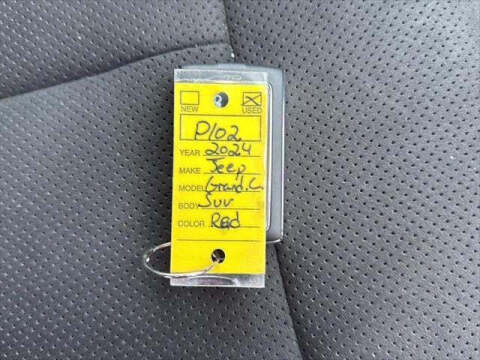 NEW USED
P102
YEAR 2024
MAKE Jeep
MODEL Grand.C.
BODY Suv
COLOR Red